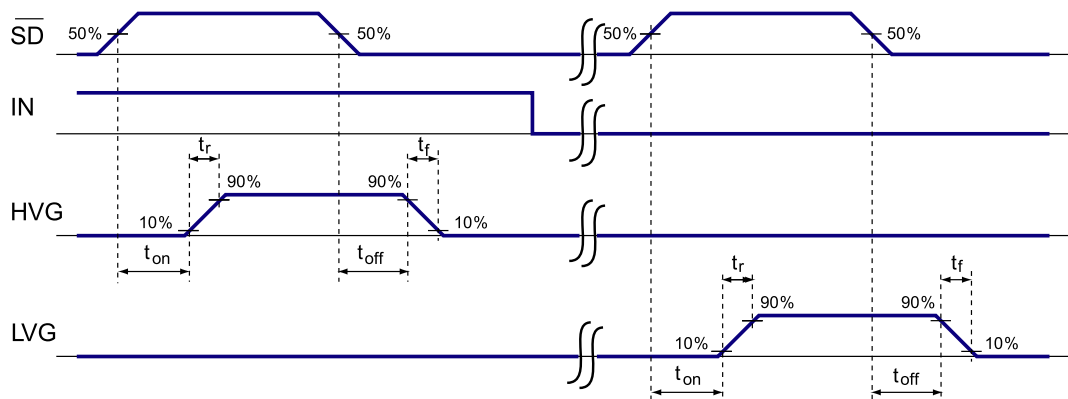 SD 50% 50% 50% 50%
IN
tr tf
HVG 10% 90% 90% 10%
ton toff
tr tf
LVG 10% 90% 90% 10%
ton toff